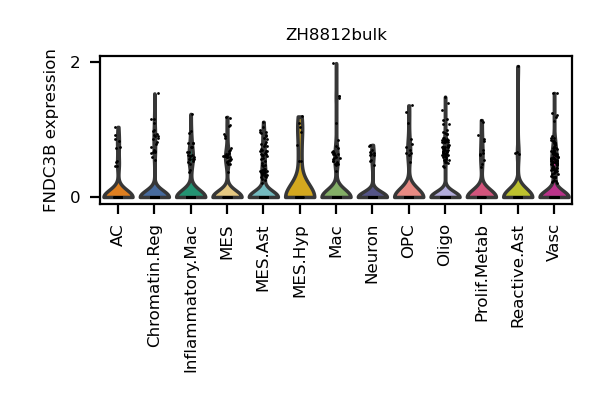 ZH8812bulk
FNDC3B expression
2
0
AC
Chromatin.Reg
Inflammatory.Mac
MES
MES.Ast
MES.Hyp
Mac
Neuron
OPC
Oligo
Prolif.Metab
Reactive.Ast
Vasc